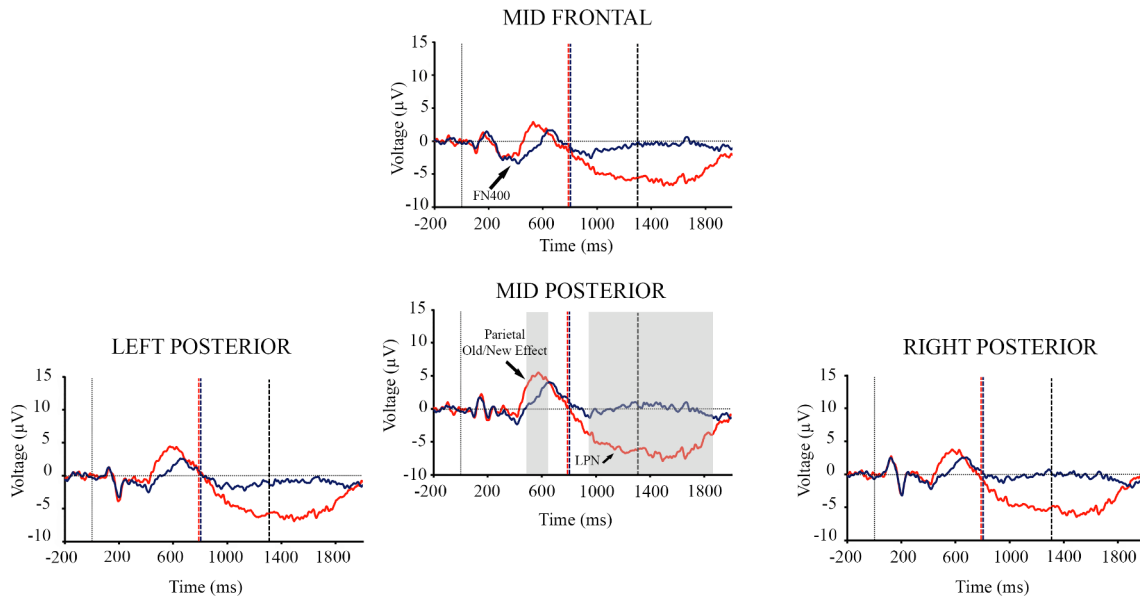 MID FRONTAL
15
10
5
0
-5
-10
Voltage (µV)
FN400
-200 200 600 1000 1400 1800
Time (ms)
MID POSTERIOR
15
10
5
0
-5
-10
Voltage (µV)
Parietal
Old/New Effect
LPN
-200 200 600 1000 1400 1800
Time (ms)
LEFT POSTERIOR
15
10
5
0
-5
-10
Voltage (µV)
-200 200 600 1000 1400 1800
Time (ms)
RIGHT POSTERIOR
15
10
5
0
-5
-10
Voltage (µV)
-200 200 600 1000 1400 1800
Time (ms)